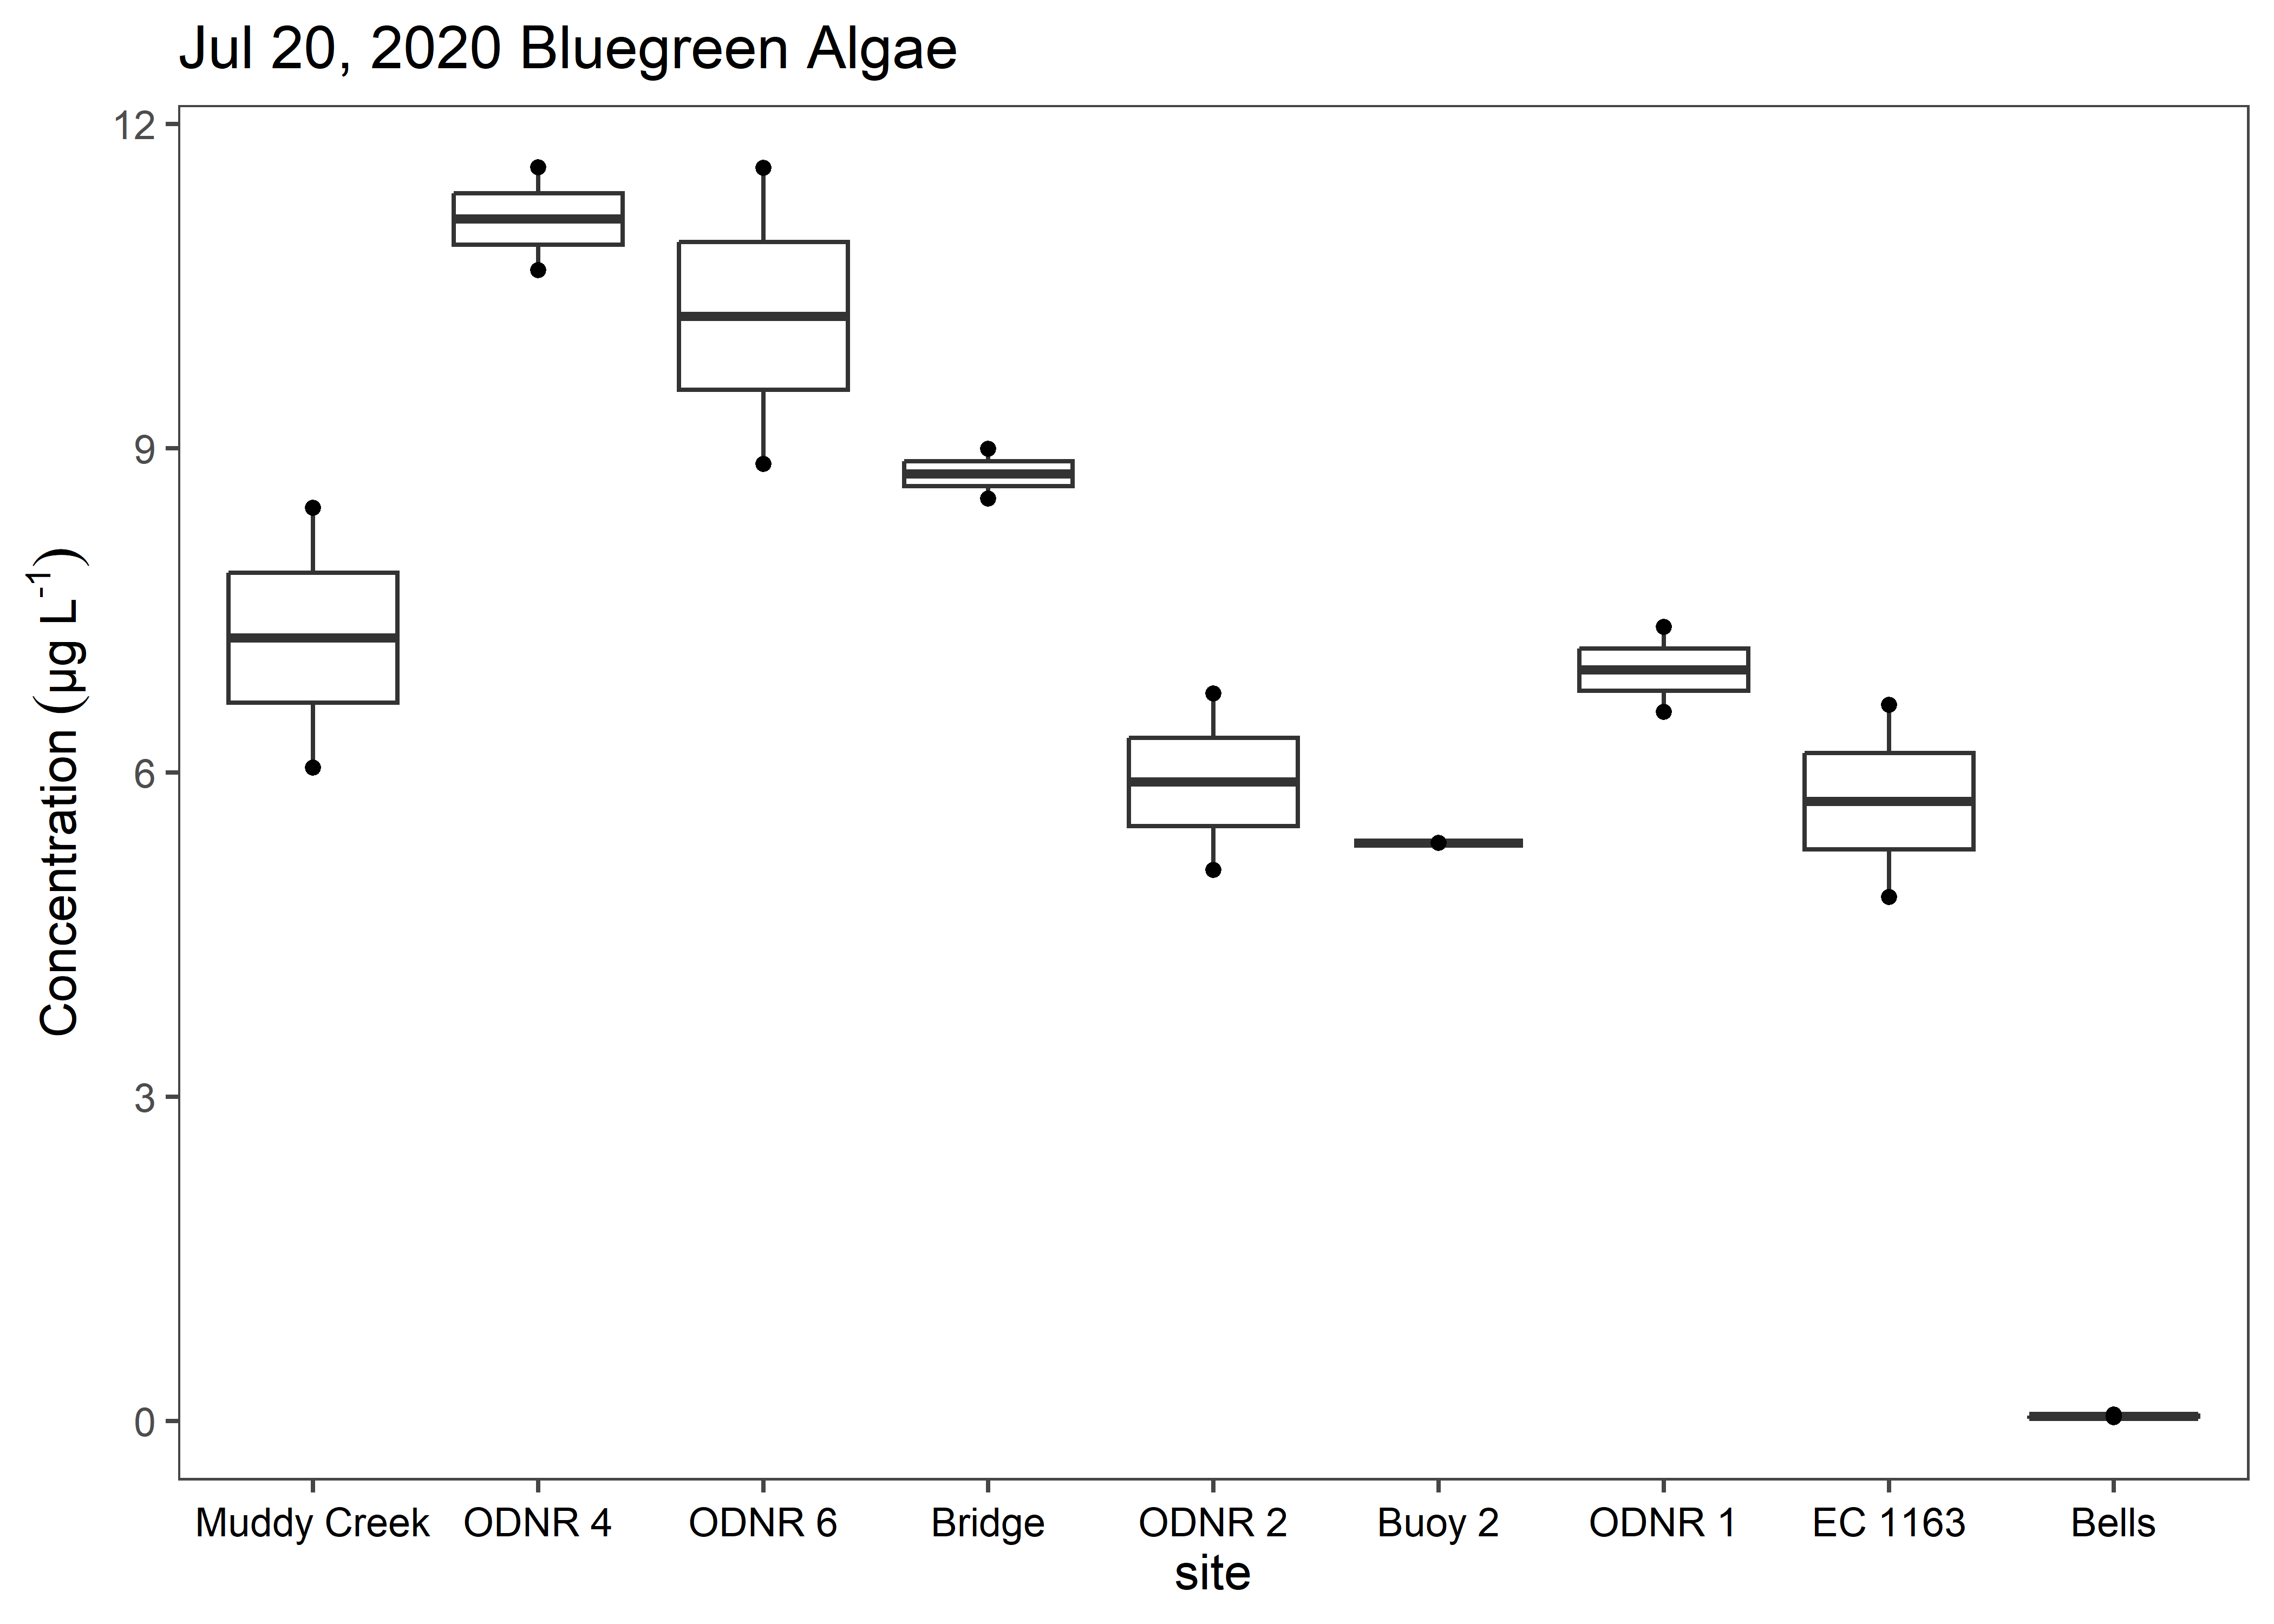 Jul 20, 2020 Bluegreen Algae
Concentration (µg L⁻¹)
12
9
6
3
0
Muddy Creek ODNR 4 ODNR 6 Bridge ODNR 2 Buoy 2 ODNR 1 EC 1163 Bells
site